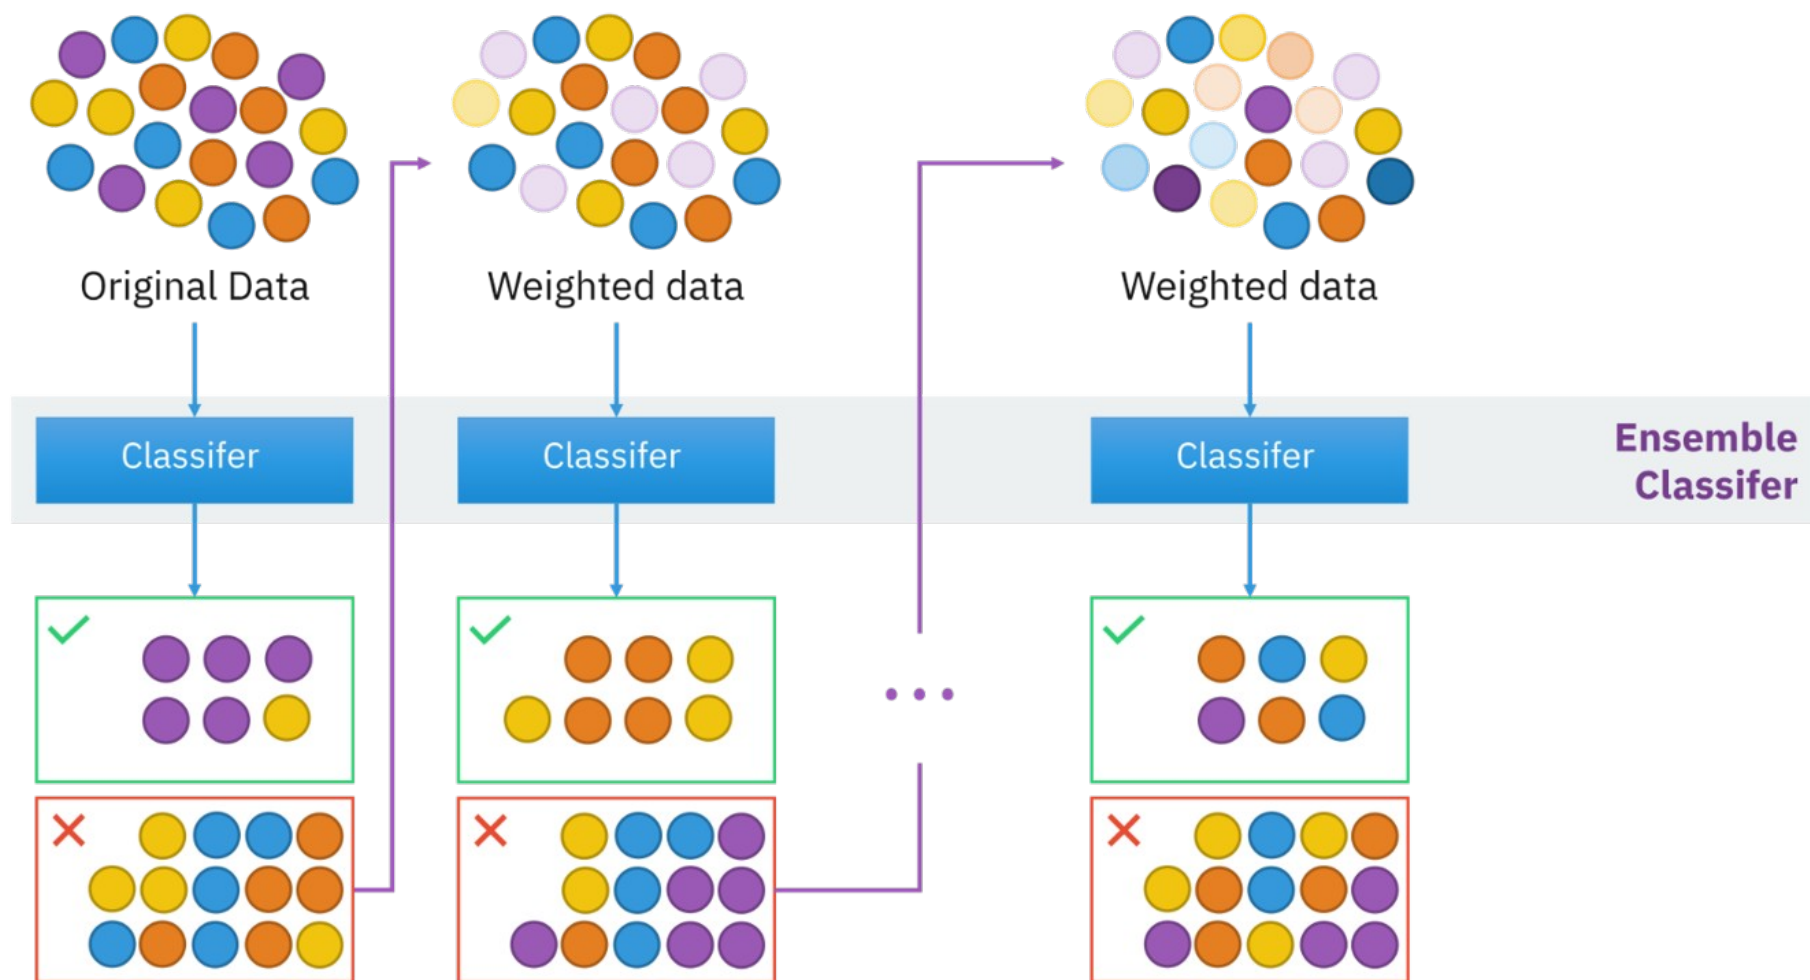 Original Data
Weighted data
Weighted data
Classifer
Classifer
Classifer
Ensemble
Classifer